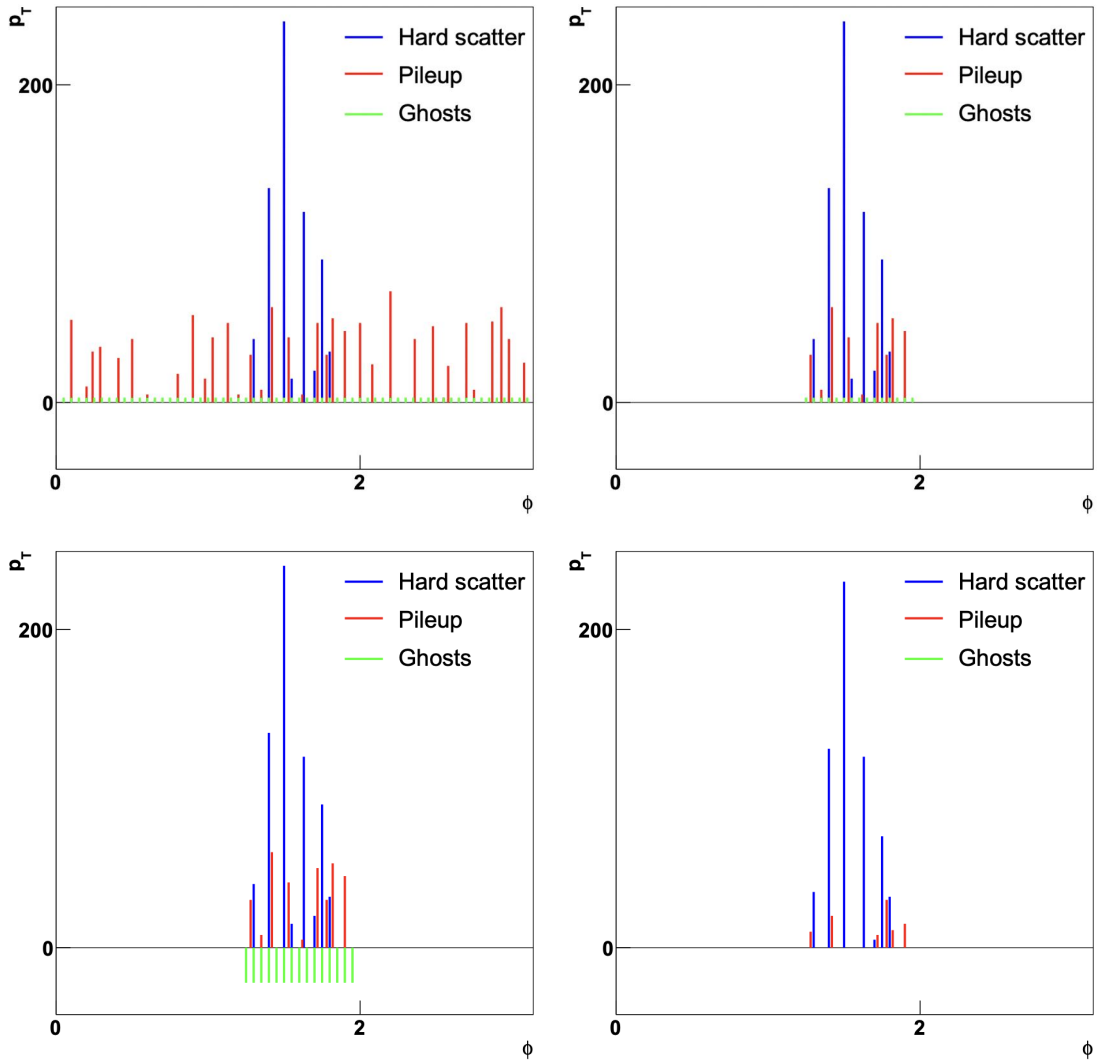 p_T
200
0
Hard scatter
Pileup
Ghosts
0
2
ϕ
p_T
200
0
Hard scatter
Pileup
Ghosts
0
2
ϕ
p_T
200
0
Hard scatter
Pileup
Ghosts
0
2
ϕ
p_T
200
0
Hard scatter
Pileup
Ghosts
0
2
ϕ